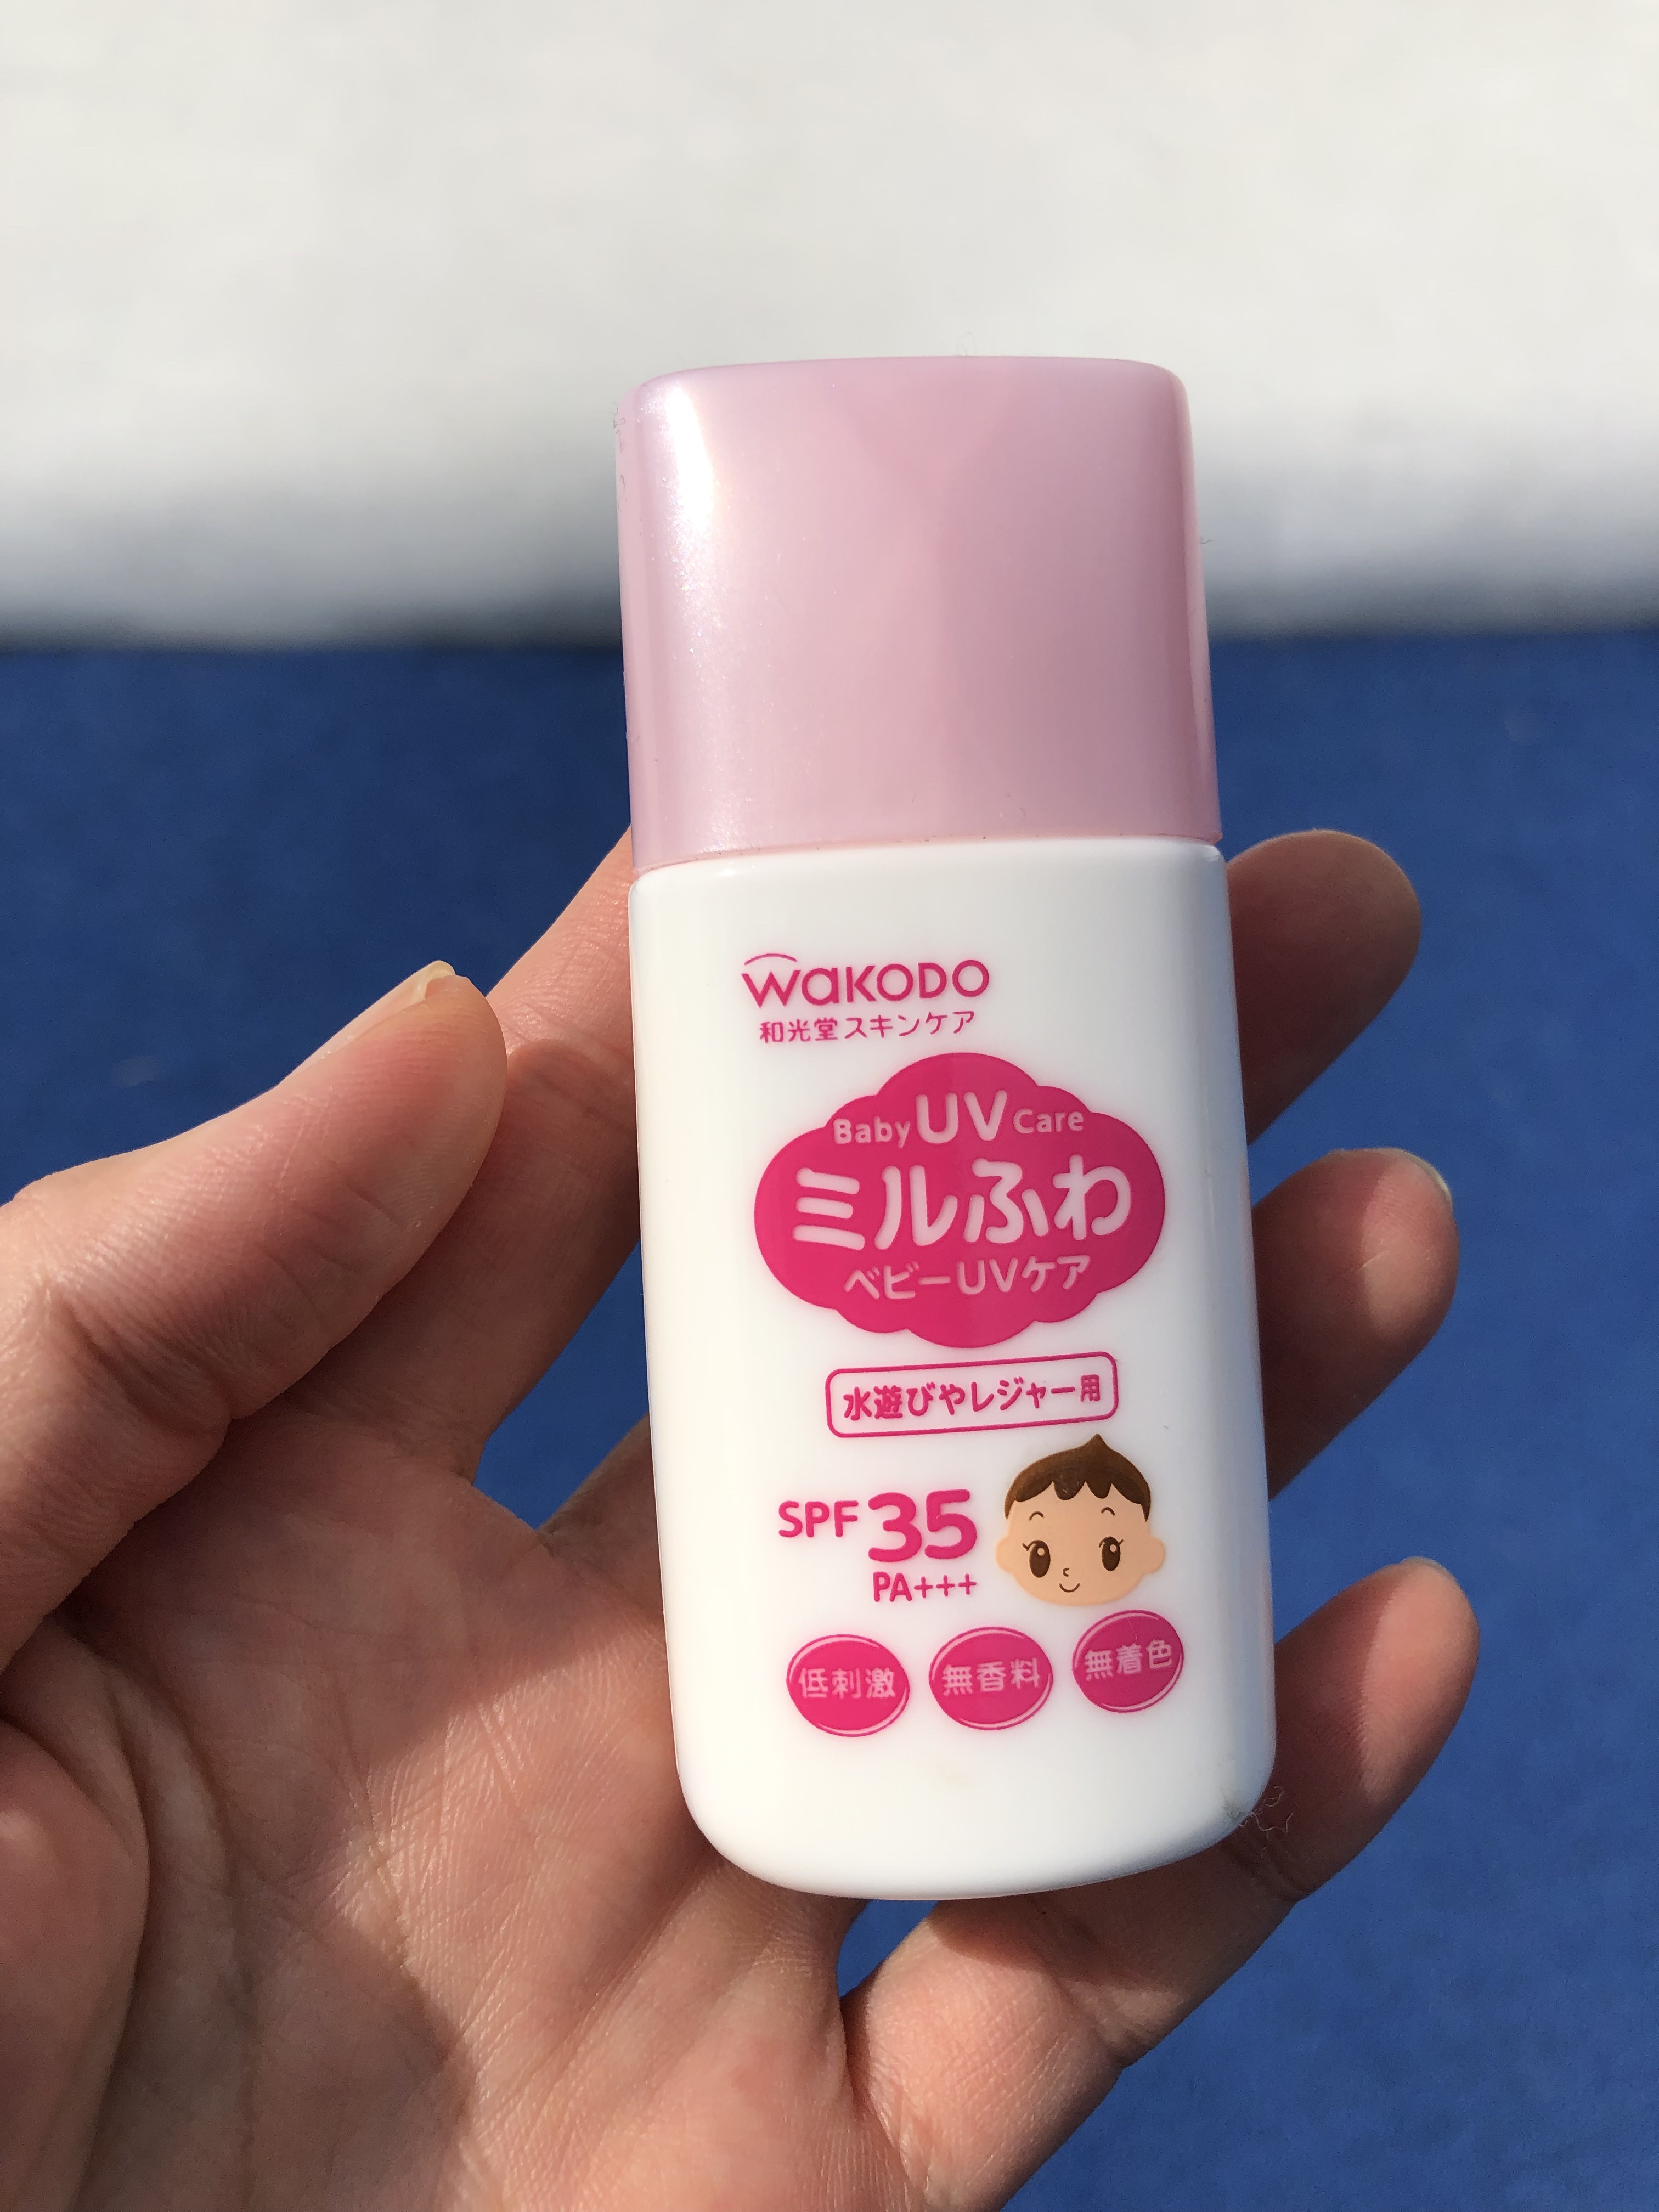 wakodo
和光堂スキンケア
Baby UV Care
ミルふわ
ベビーUVケア
水遊びやレジャー用
SPF 35
PA+++
低刺激 無香料 無着色